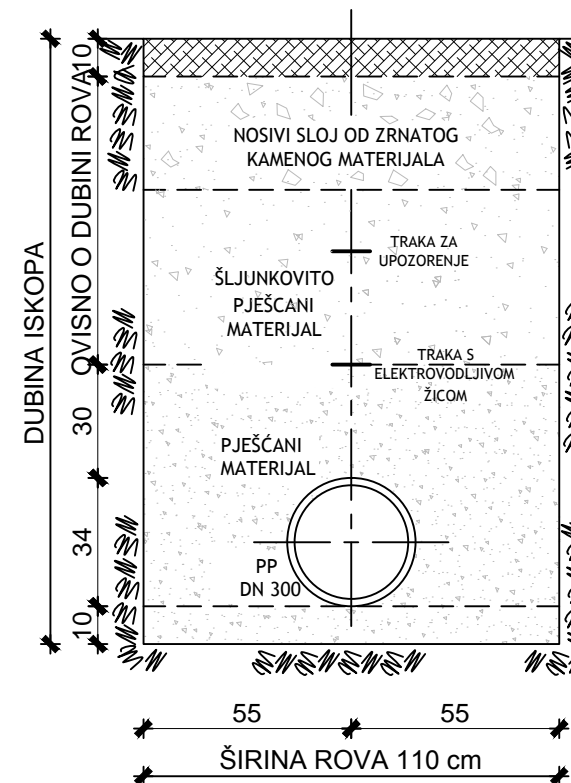 DUBINA ISKOPA
10
OVISNO O DUBINI ROVA
30
34
10
NOSIVI SLOJ OD ZRNATOG
KAMENOG MATERIJALA
TRAKA ZA
UPOZORENJE
ŠLJUNKOVITO
PJEŠČANI
MATERIJAL
TRAKA S
ELEKTROVODLJIVOM
ŽICOM
PJEŠĆANI
MATERIJAL
PP
DN 300
55
55
ŠIRINA ROVA 110 cm